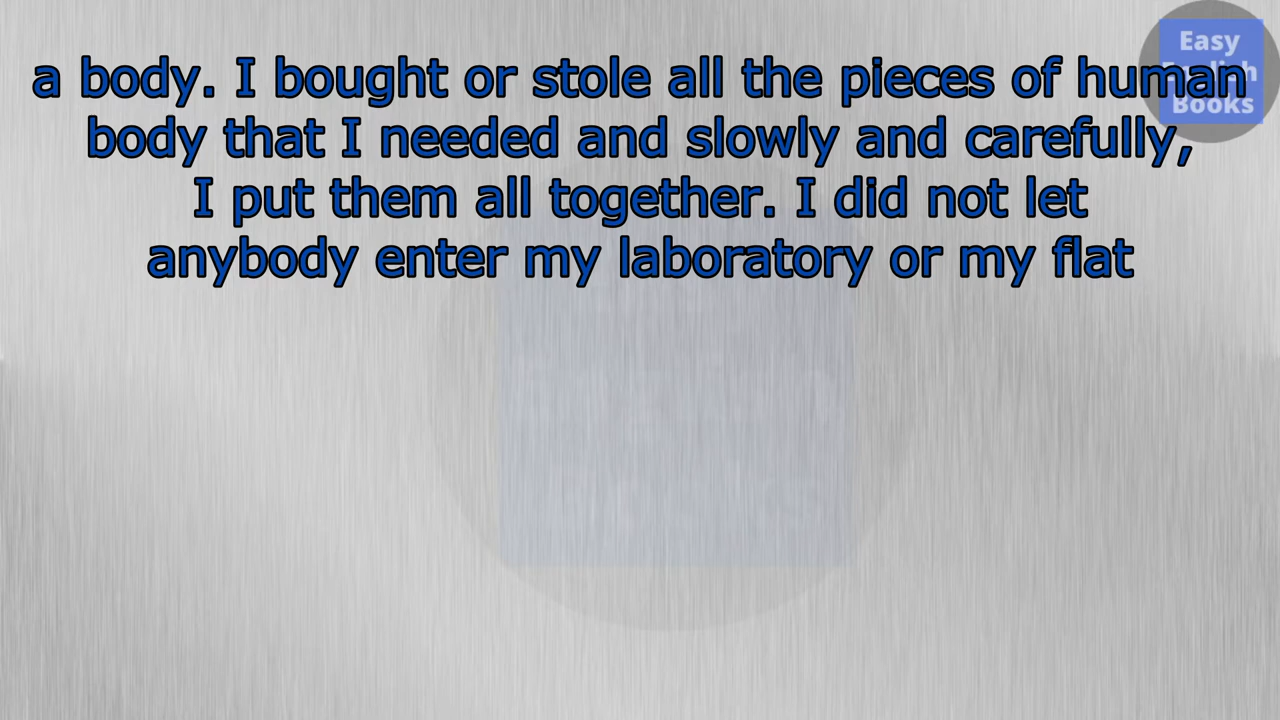 a body. I bought or stole all the pieces of human
body that I needed and slowly and carefully,
I put them all together. I did not let
anybody enter my laboratory or my flat
Easy
English
Books